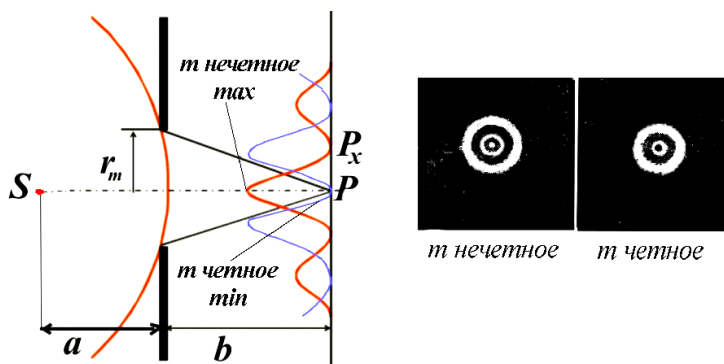 m нечетное
max
P_x
r_m
S
P
m четное
min
a
b
m нечетное
m четное